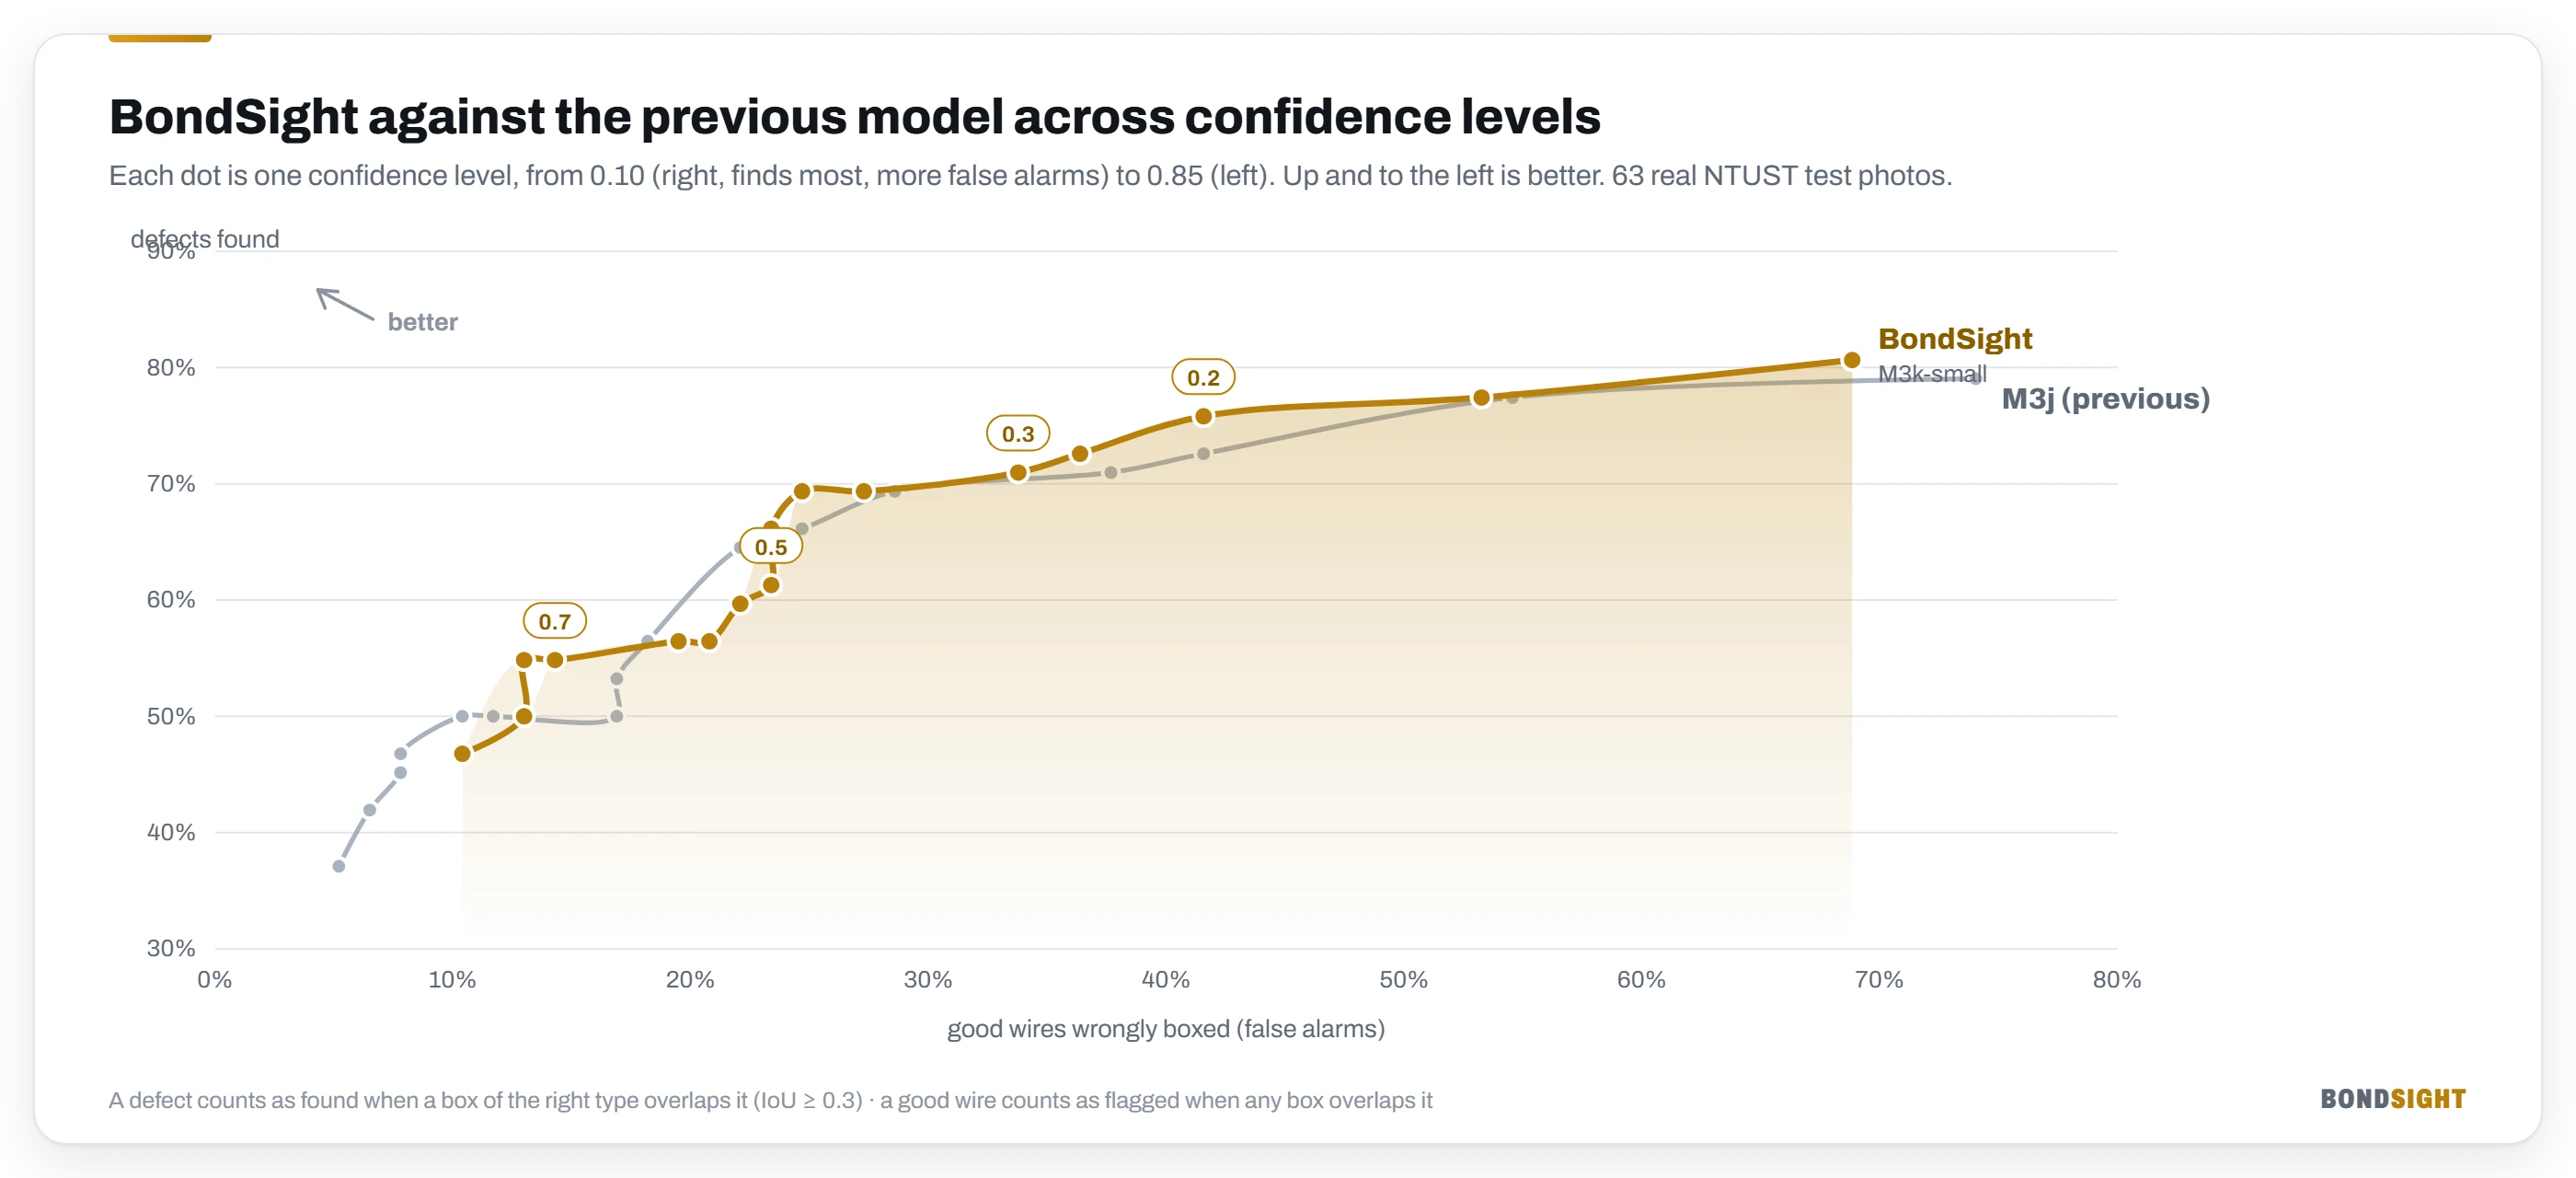 BondSight against the previous model across confidence levels
Each dot is one confidence level, from 0.10 (right, finds most, more false alarms) to 0.85 (left). Up and to the left is better. 63 real NTUST test photos.
defects found
90%
better
BondSight
80%
0.2
M3k-small
M3j (previous)
0.3
70%
0.5
60%
0.7
50%
40%
30%
0% 10% 20% 30% 40% 50% 60% 70% 80%
good wires wrongly boxed (false alarms)
A defect counts as found when a box of the right type overlaps it (IoU ≥ 0.3) · a good wire counts as flagged when any box overlaps it
BONDSIGHT